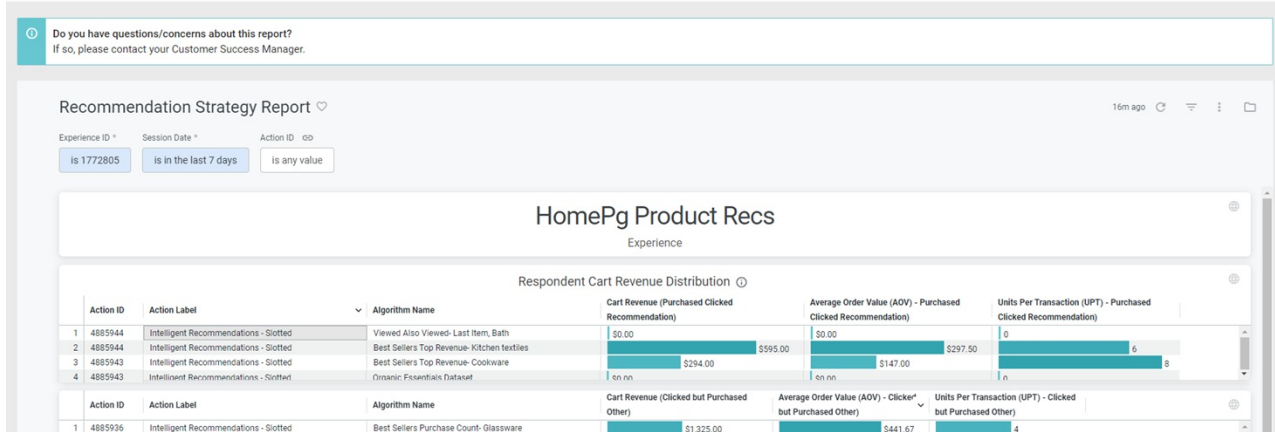 Do you have questions/concerns about this report?
If so, please contact your Customer Success Manager.
Recommendation Strategy Report
16m ago
Experience ID * Session Date * Action ID
is 1772805 is in the last 7 days is any value
HomePg Product Recs
Experience
Respondent Cart Revenue Distribution
Action ID Action Label Algorithm Name Cart Revenue (Purchased Clicked Recommendation) Average Order Value (AOV) - Purchased Clicked Recommendation) Units Per Transaction (UPT) - Purchased Clicked Recommendation)
1 4885944 Intelligent Recommendations - Slotted Viewed Also Viewed- Last Item, Bath $0.00 $0.00 0
2 4885944 Intelligent Recommendations - Slotted Best Sellers Top Revenue- Kitchen textiles $595.00 $297.50 6
3 4885943 Intelligent Recommendations - Slotted Best Sellers Top Revenue- Cookware $294.00 $147.00 8
4 4885943 Intelligent Recommendations - Slotted Organic Essentials Dataset $0.00 $0.00 0
Action ID Action Label Algorithm Name Cart Revenue (Clicked but Purchased Other) Average Order Value (AOV) - Clicked but Purchased Other) Units Per Transaction (UPT) - Clicked but Purchased Other)
1 4885936 Intelligent Recommendations - Slotted Best Sellers Purchase Count- Glassware $1,325.00 $441.67 4